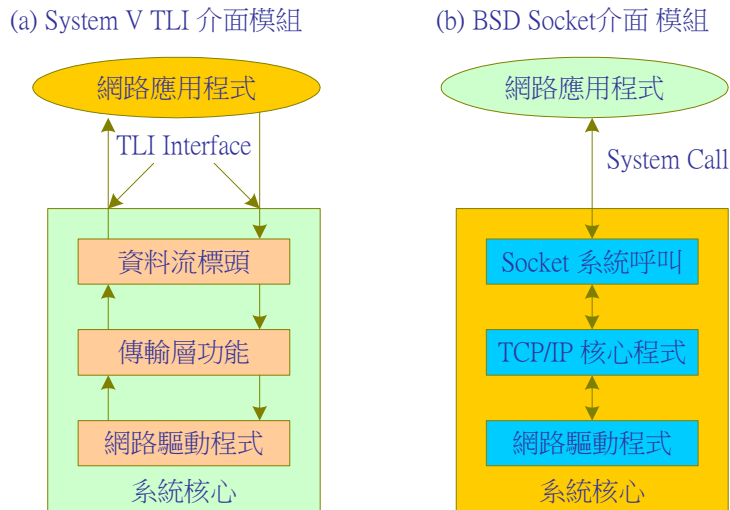 (a) System V TLI 介面模組
網路應用程式
TLI Interface
資料流標頭
傳輸層功能
網路驅動程式
系統核心
(b) BSD Socket介面 模組
網路應用程式
System Call
Socket 系統呼叫
TCP/IP 核心程式
網路驅動程式
系統核心